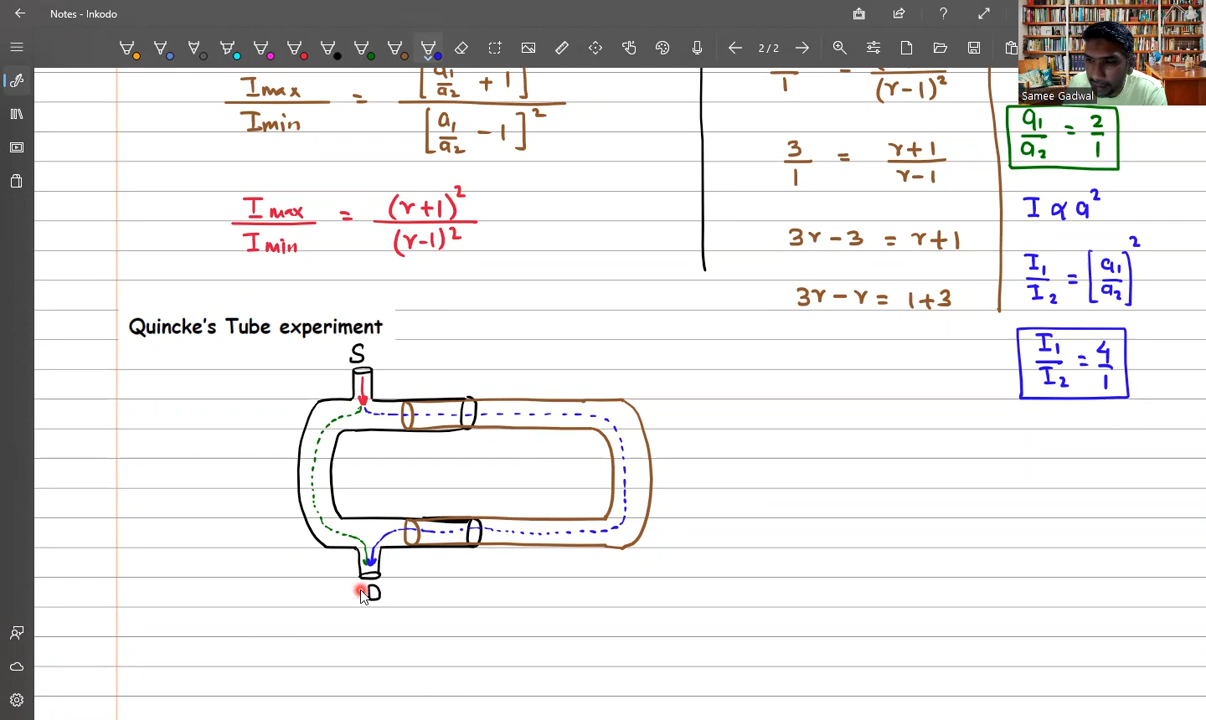 Notes - Inkodo
2/2
Samee Gadwal
Imax / Imin = [a1/a2 + 1] / [a1/a2 - 1]²
Imax / Imin = (r+1)² / (r-1)²
1 = (r-1)²
3/1 = r+1 / r-1
3r - 3 = r+1
3r - r = 1+3
a1/a2 = 2/1
I ∝ a²
I1/I2 = [a1/a2]²
I1/I2 = 4/1
Quincke's Tube experiment
S
D